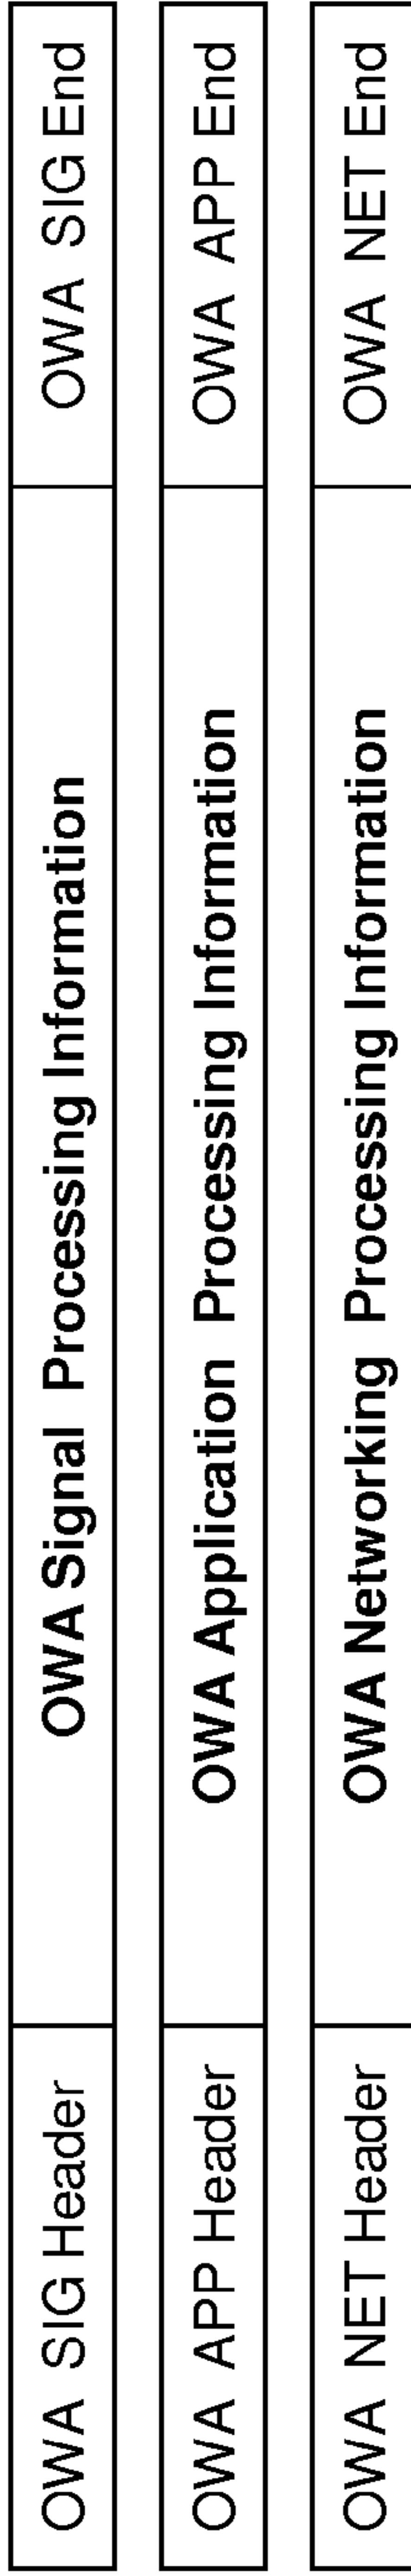 OWA SIG Header
OWA Signal Processing Information
OWA SIG End
OWA APP Header
OWA Application Processing Information
OWA APP End
OWA NET Header
OWA Networking Processing Information
OWA NET End